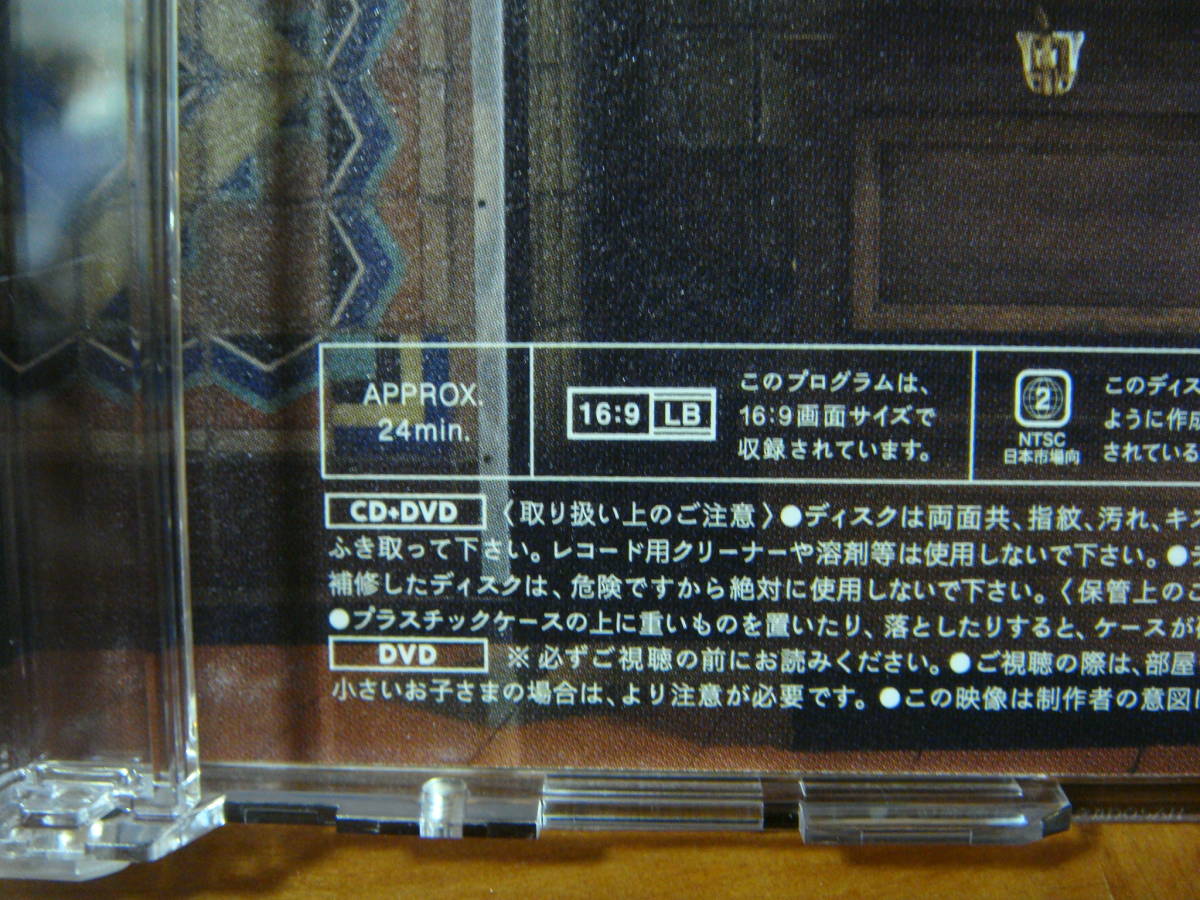 APPROX.
24min.
16:9 LB
このプログラムは、
16:9画面サイズで
収録されています。
2
NTSC
日本市場向
このディス
ように作成
されている
CD+DVD 〈取り扱い上のご注意〉●ディスクは両面共、指紋、汚れ、キ
ふき取って下さい。レコード用クリーナーや溶剤等は使用しないで下さい。●
補修したディスクは、危険ですから絶対に使用しないで下さい。〈保管上の
●プラスチックケースの上に重いものを置いたり、落としたりすると、ケースが
DVD ※必ずご視聴の前にお読みください。●ご視聴の際は、部屋
小さいお子さまの場合は、より注意が必要です。●この映像は制作者の意図